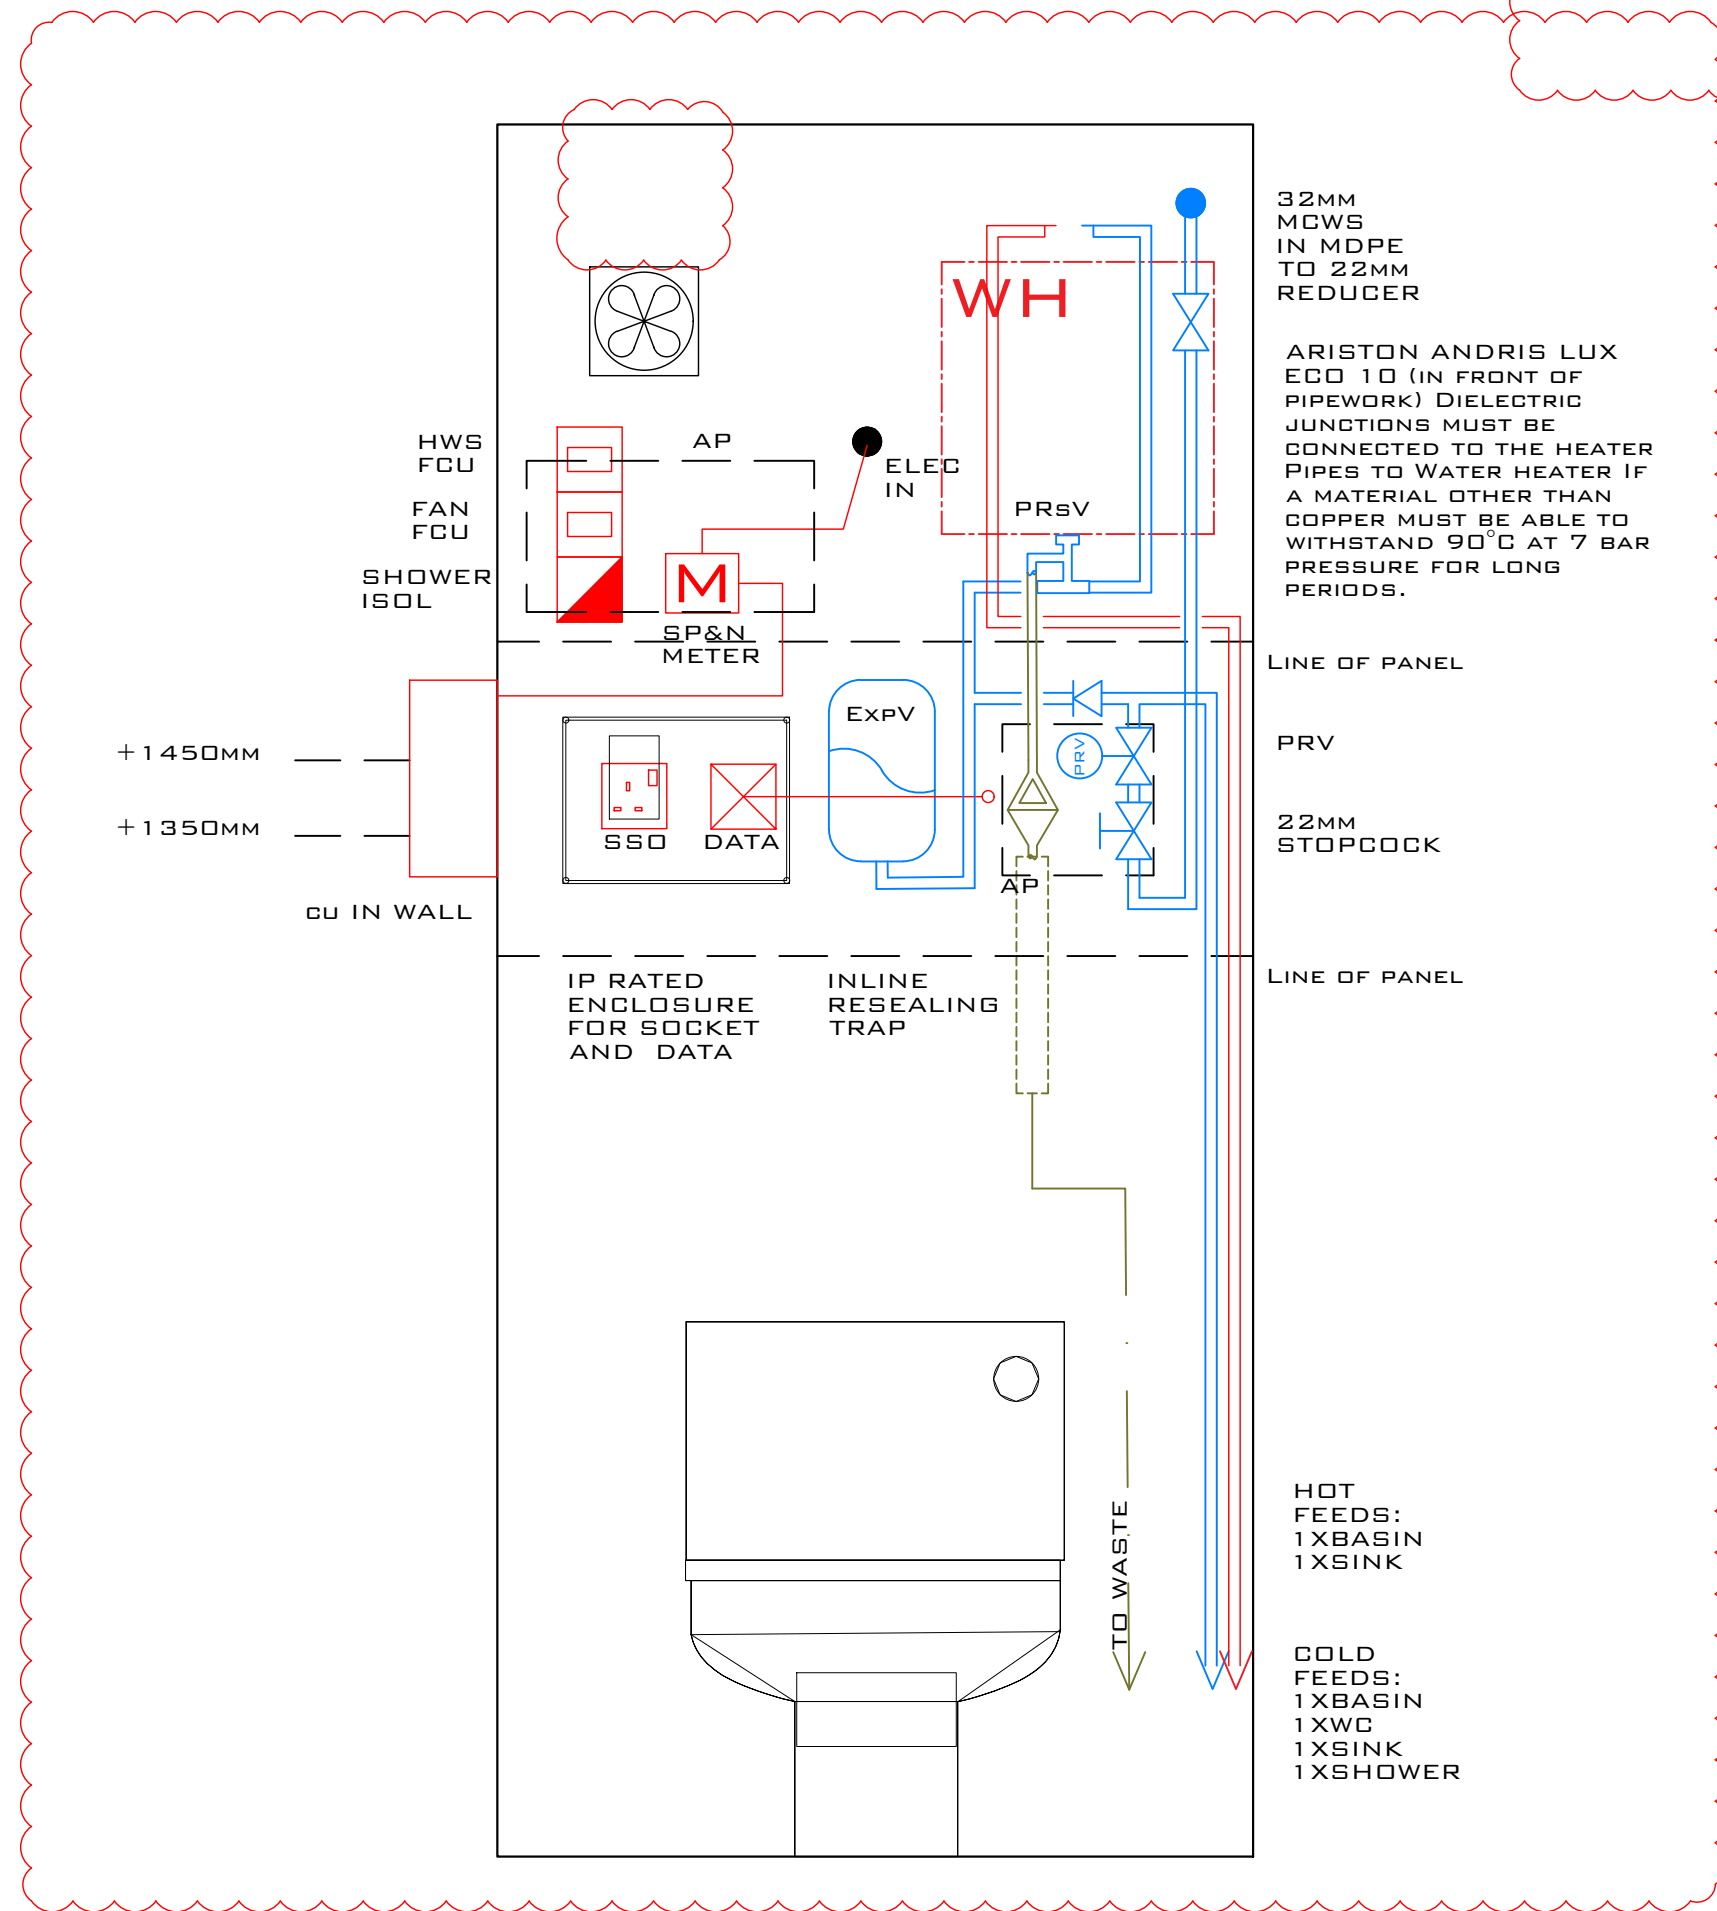 32MM
MCWS
IN MDPE
TO 22MM
REDUCER
WH
ARISTON ANDRIS LUX
ECO 10 (IN FRONT OF
PIPEWORK) DIELECTRIC
JUNCTIONS MUST BE
CONNECTED TO THE HEATER
PIPES TO WATER HEATER IF
A MATERIAL OTHER THAN
COPPER MUST BE ABLE TO
WITHSTAND 90°C AT 7 BAR
PRESSURE FOR LONG
PERIODS.
HWS
FCU
AP
ELEC
IN
FAN
FCU
PRsV
SHOWER
ISOL
M
SP&N
METER
LINE OF PANEL
ExpV
+1450MM
PRV
PRV
+1350MM
SSO
DATA
22MM
STOPCOCK
AP
CU IN WALL
LINE OF PANEL
IP RATED
ENCLOSURE
FOR SOCKET
AND DATA
INLINE
RESEALING
TRAP
TO WASTE
HOT
FEEDS:
1XBASIN
1XSINK
COLD
FEEDS:
1XBASIN
1XWC
1XSINK
1XSHOWER